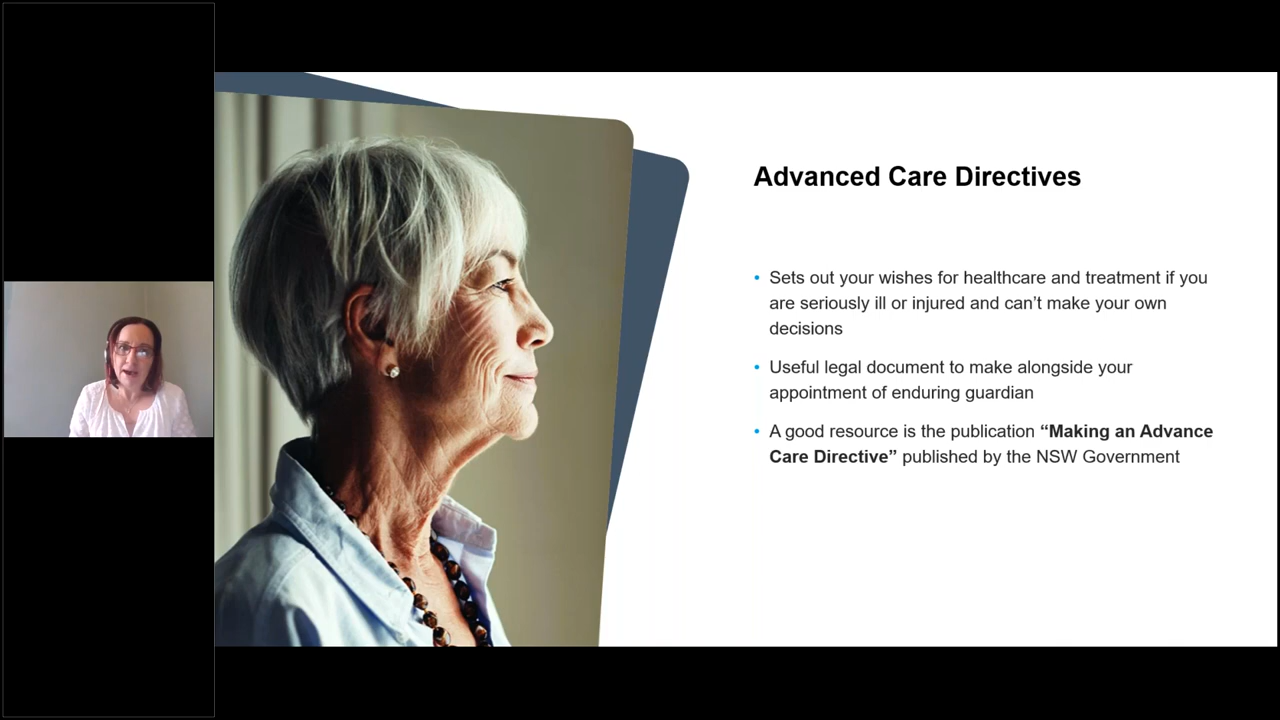 Advanced Care Directives
• Sets out your wishes for healthcare and treatment if you
are seriously ill or injured and can’t make your own
decisions
• Useful legal document to make alongside your
appointment of enduring guardian
• A good resource is the publication “Making an Advance
Care Directive” published by the NSW Government